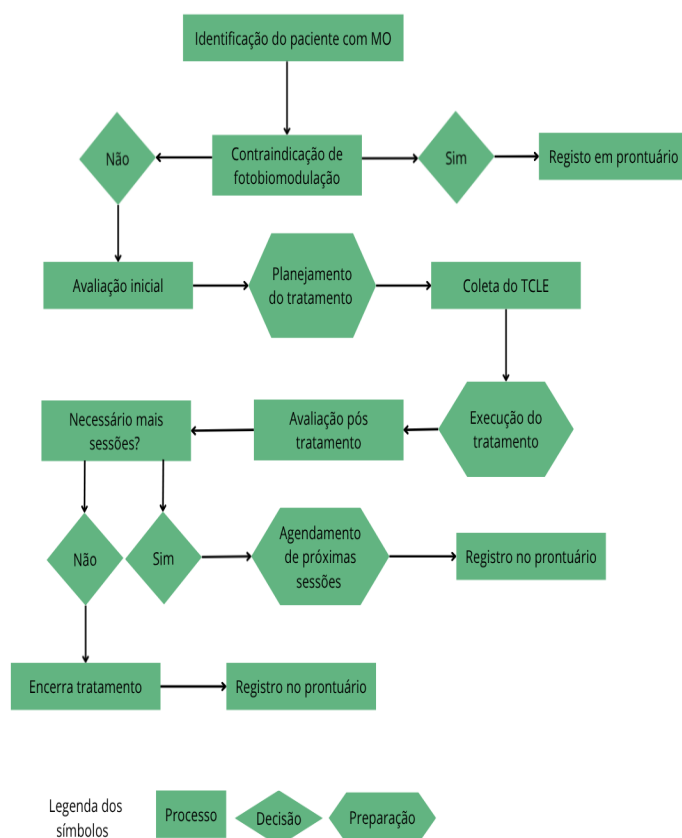 Identificação do paciente com MO
Não
Contraindicação de
fotobiomodulação
Sim
Registo em prontuário
Avaliação inicial
Planejamento
do tratamento
Coleta do TCLE
Necessário mais
sessões?
Avaliação pós
tratamento
Execução do
tratamento
Não
Sim
Agendamento
de próximas
sessões
Registro no prontuário
Encerra tratamento
Registro no prontuário
Legenda dos
símbolos
Processo
Decisão
Preparação